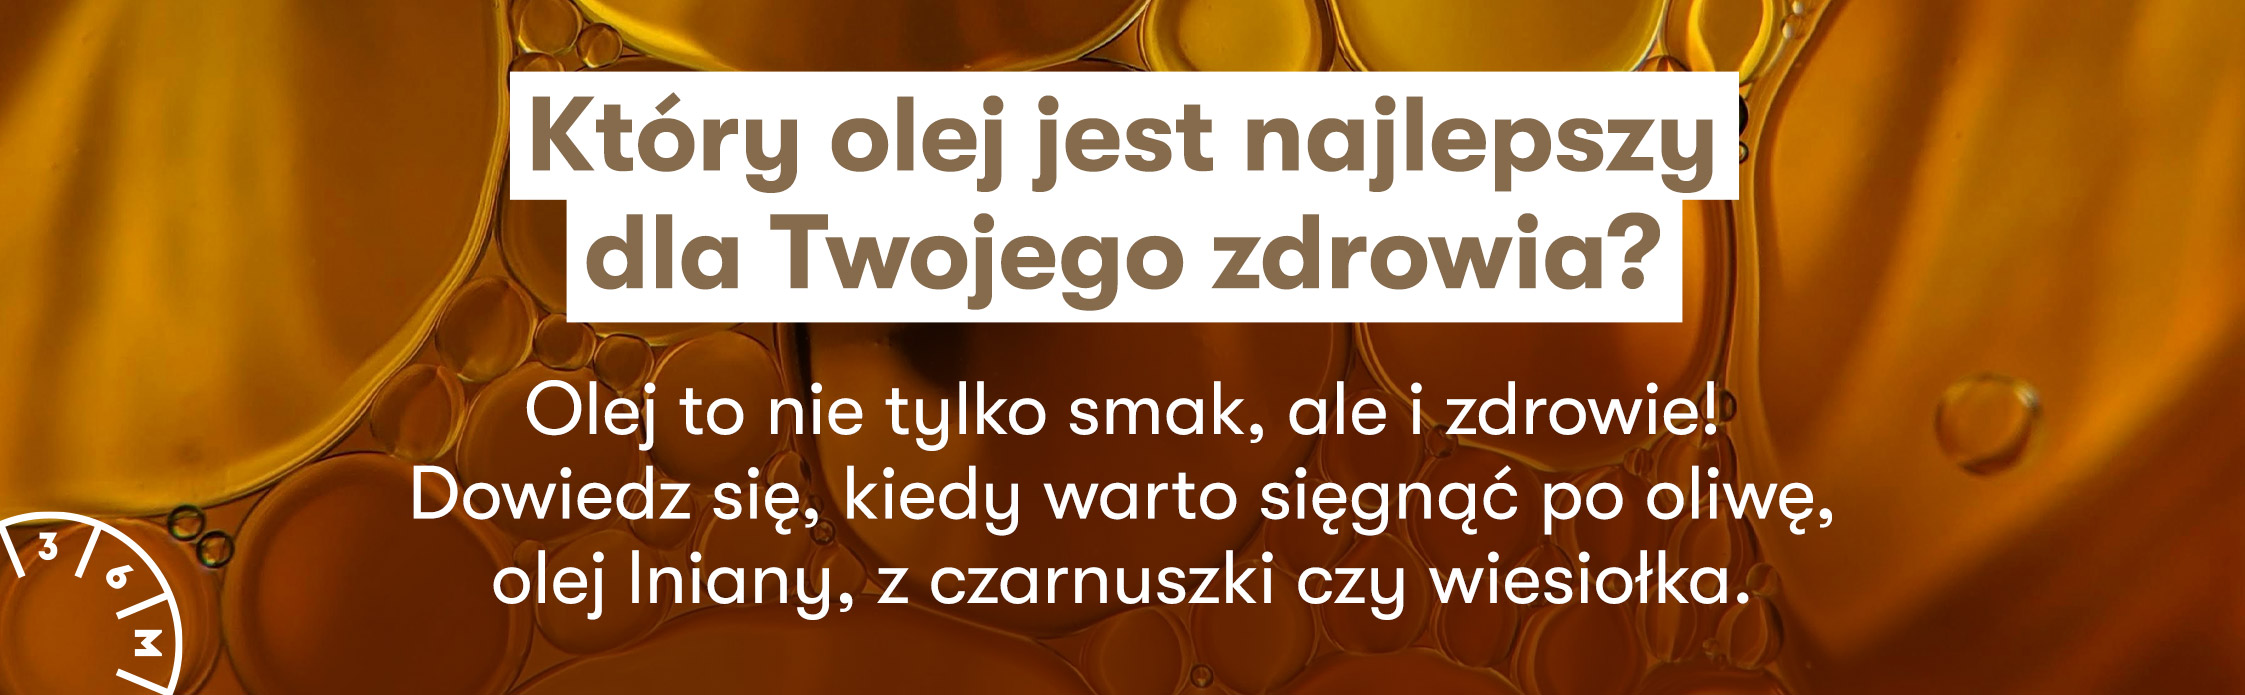 Który olej jest najlepszy
dla Twojego zdrowia?
Olej to nie tylko smak, ale i zdrowie!
Dowiedz się, kiedy warto sięgnąć po oliwę,
olej lniany, z czarnuszki czy wiesiołka.
3
6
M